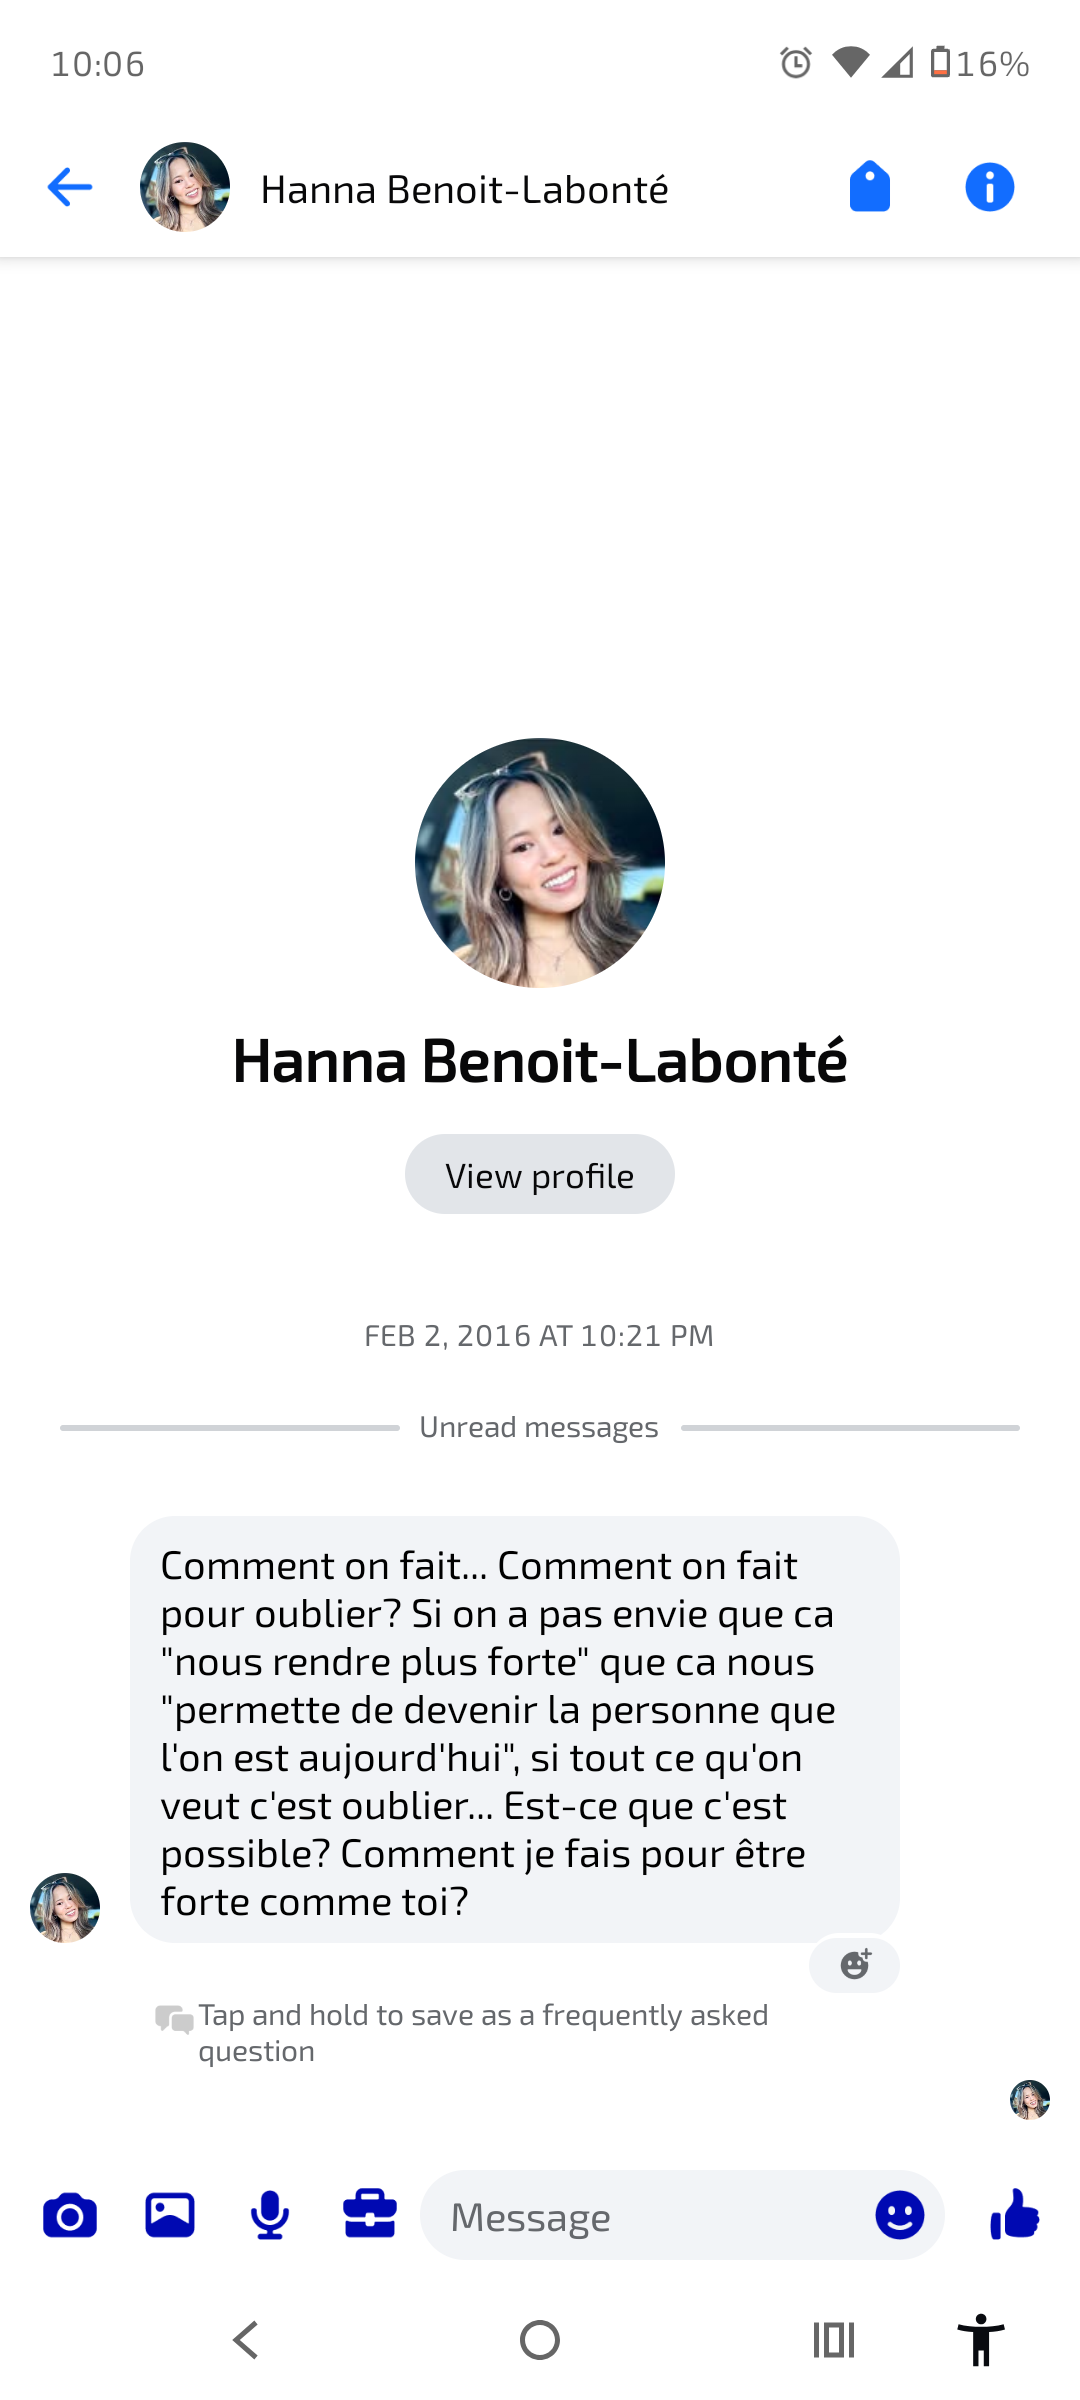 10:06
16%
Hanna Benoit-Labonté
Hanna Benoit-Labonté
View profile
FEB 2, 2016 AT 10:21 PM
Unread messages
Comment on fait... Comment on fait
pour oublier? Si on a pas envie que ca
"nous rendre plus forte" que ca nous
"permette de devenir la personne que
l'on est aujourd'hui", si tout ce qu'on
veut c'est oublier... Est-ce que c'est
possible? Comment je fais pour être
forte comme toi?
Tap and hold to save as a frequently asked
question
Message